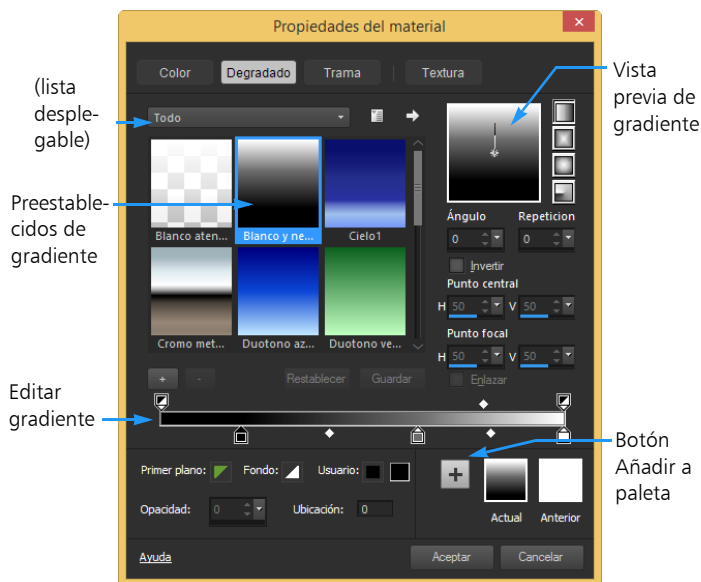 Propiedades del material
Color
Degradado
Trama
Textura
(lista
desple-
gable)
Todo
Vista
previa de
gradiente
Preestable-
cidos de
gradiente
Blanco aten...
Blanco y ne...
Cielo1
Cromo met...
Duotono az...
Duotono ve...
Ángulo
Repeticion
0
0
Invertir
Punto central
H 50
V 50
Punto focal
H 50
V 50
Enlazar
+
-
Restablecer
Guardar
Editar
gradiente
Primer plano:
Fondo:
Usuario:
Opacidad:
0
Ubicación:
0
+
Actual
Anterior
Botón
Añadir a
paleta
Ayuda
Aceptar
Cancelar